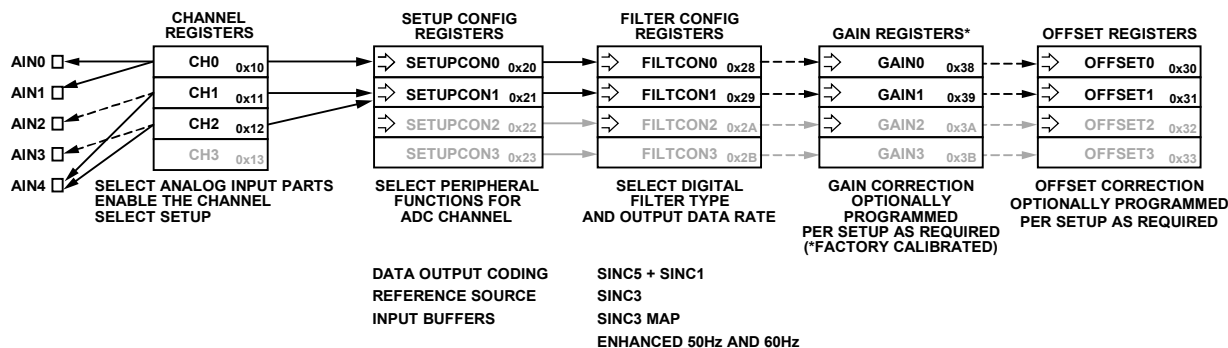 CHANNEL
REGISTERS
SETUP CONFIG
REGISTERS
FILTER CONFIG
REGISTERS
GAIN REGISTERS*
OFFSET REGISTERS
AIN0
AIN1
AIN2
AIN3
AIN4
CH0 0x10
CH1 0x11
CH2 0x12
CH3 0x13
SELECT ANALOG INPUT PARTS
ENABLE THE CHANNEL
SELECT SETUP
SETUPCON0 0x20
SETUPCON1 0x21
SETUPCON2 0x22
SETUPCON3 0x23
SELECT PERIPHERAL
FUNCTIONS FOR
ADC CHANNEL
FILTCON0 0x28
FILTCON1 0x29
FILTCON2 0x2A
FILTCON3 0x2B
SELECT DIGITAL
FILTER TYPE
AND OUTPUT DATA RATE
GAIN0 0x38
GAIN1 0x39
GAIN2 0x3A
GAIN3 0x3B
GAIN CORRECTION
OPTIONALLY
PROGRAMMED
PER SETUP AS REQUIRED
(*FACTORY CALIBRATED)
OFFSET0 0x30
OFFSET1 0x31
OFFSET2 0x32
OFFSET3 0x33
OFFSET CORRECTION
OPTIONALLY PROGRAMMED
PER SETUP AS REQUIRED
DATA OUTPUT CODING
REFERENCE SOURCE
INPUT BUFFERS
SINC5 + SINC1
SINC3
SINC3 MAP
ENHANCED 50Hz AND 60Hz